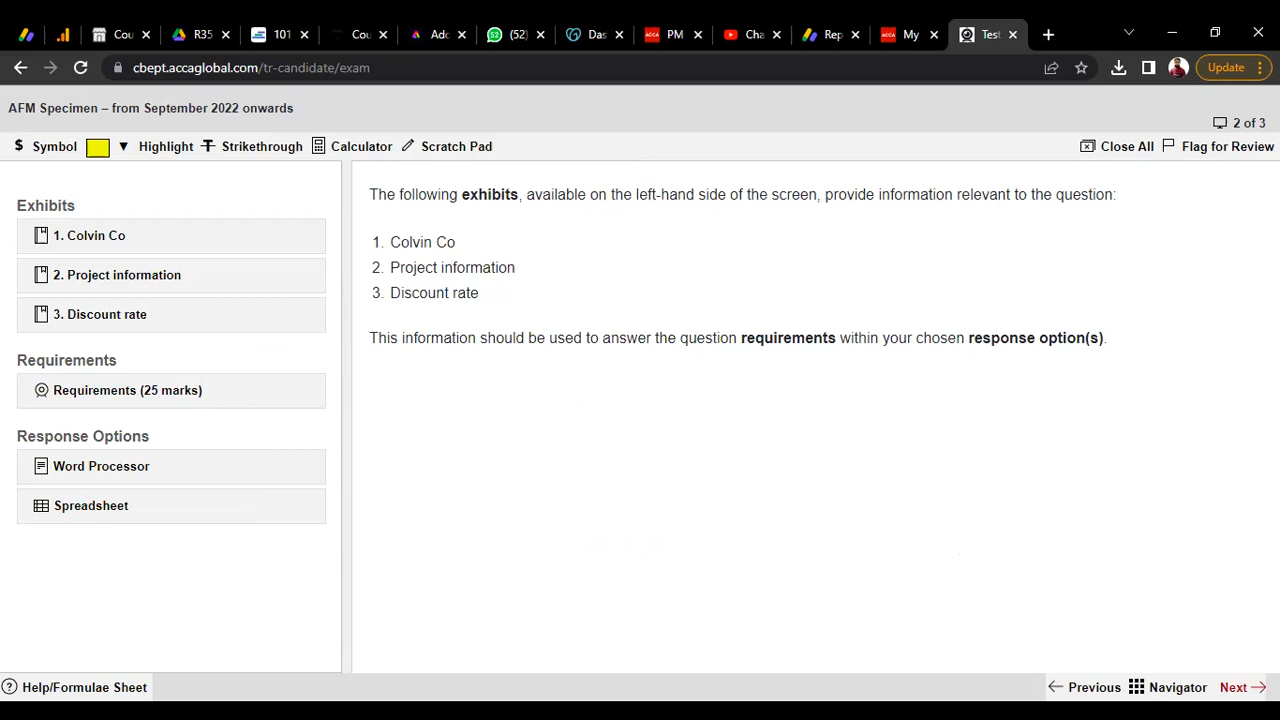 Cou
R35
101
Cou
Adc
(52)
Das
PM
Cha
Rep
My
Test
cbept.accaglobal.com/tr-candidate/exam
Update
AFM Specimen – from September 2022 onwards
2 of 3
$ Symbol
Highlight
Strikethrough
Calculator
Scratch Pad
Close All
Flag for Review
Exhibits
1. Colvin Co
2. Project information
3. Discount rate
Requirements
Requirements (25 marks)
Response Options
Word Processor
Spreadsheet
The following exhibits, available on the left-hand side of the screen, provide information relevant to the question:
1. Colvin Co
2. Project information
3. Discount rate
This information should be used to answer the question requirements within your chosen response option(s).
Help/Formulae Sheet
Previous
Navigator
Next